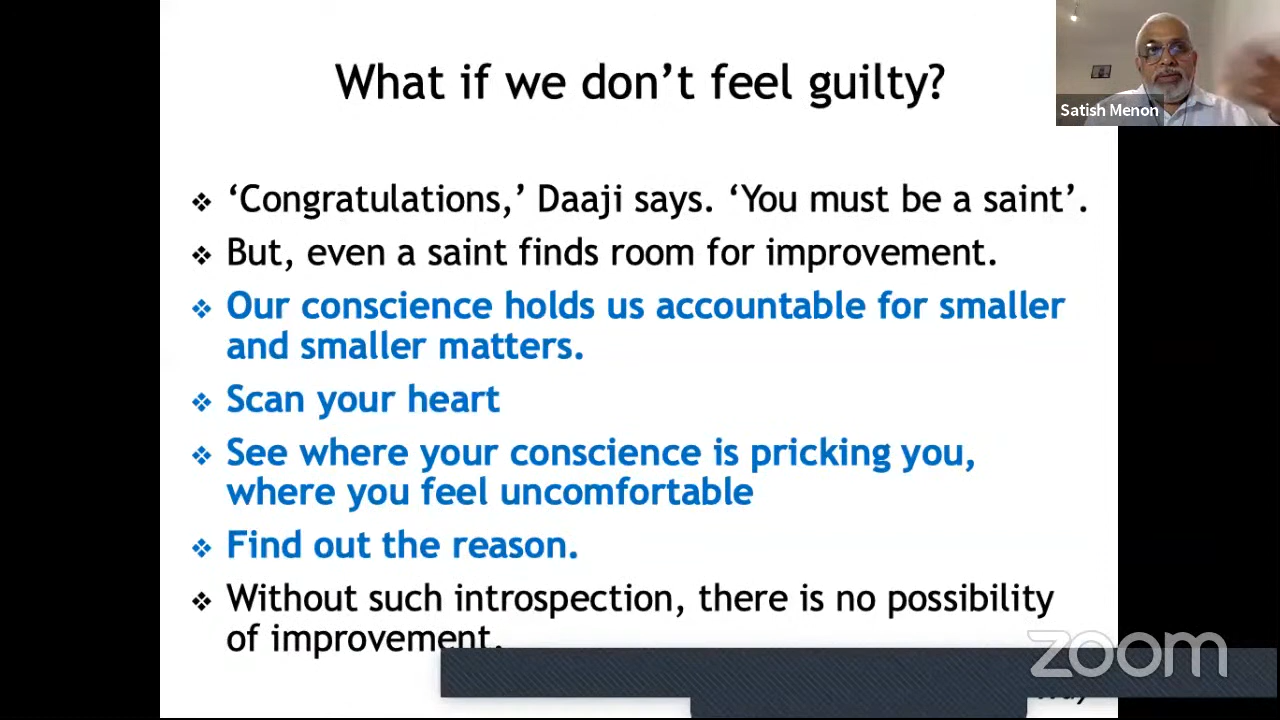 What if we don’t feel guilty?
Satish Menon
❖ ‘Congratulations,’ Daaji says. ‘You must be a saint’.
❖ But, even a saint finds room for improvement.
❖ Our conscience holds us accountable for smaller
and smaller matters.
❖ Scan your heart
❖ See where your conscience is pricking you,
where you feel uncomfortable
❖ Find out the reason.
❖ Without such introspection, there is no possibility
of improvement.
zoom